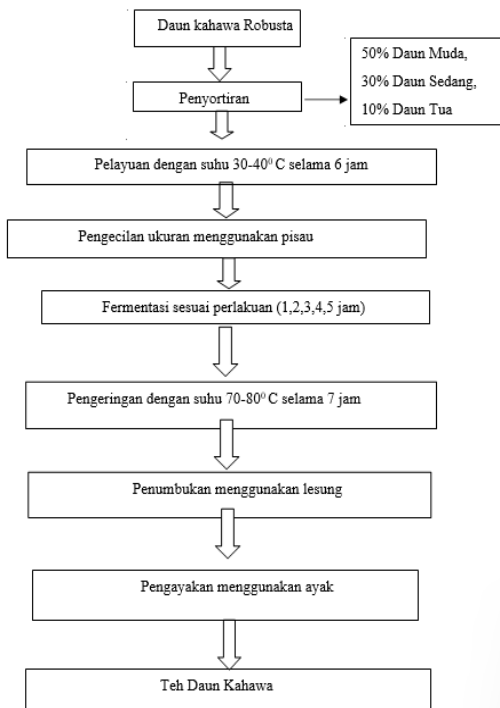 Daun kahawa Robusta
Penyortiran
50% Daun Muda,
30% Daun Sedang,
10% Daun Tua
Pelayuan dengan suhu 30-40⁰ C selama 6 jam
Pengecilan ukuran menggunakan pisau
Fermentasi sesuai perlakuan (1,2,3,4,5 jam)
Pengeringan dengan suhu 70-80⁰ C selama 7 jam
Penumbukan menggunakan lesung
Pengayakan menggunakan ayak
Teh Daun Kahawa